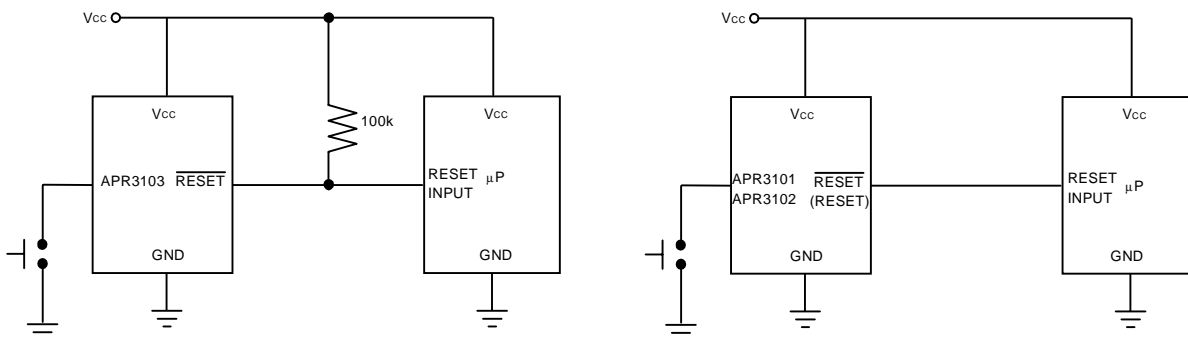 Vcc
Vcc
100k
APR3103 RESET
GND
Vcc
RESET μP
INPUT
GND
Vcc
Vcc
APR3101 RESET
APR3102 (RESET)
GND
Vcc
RESET μP
INPUT
GND